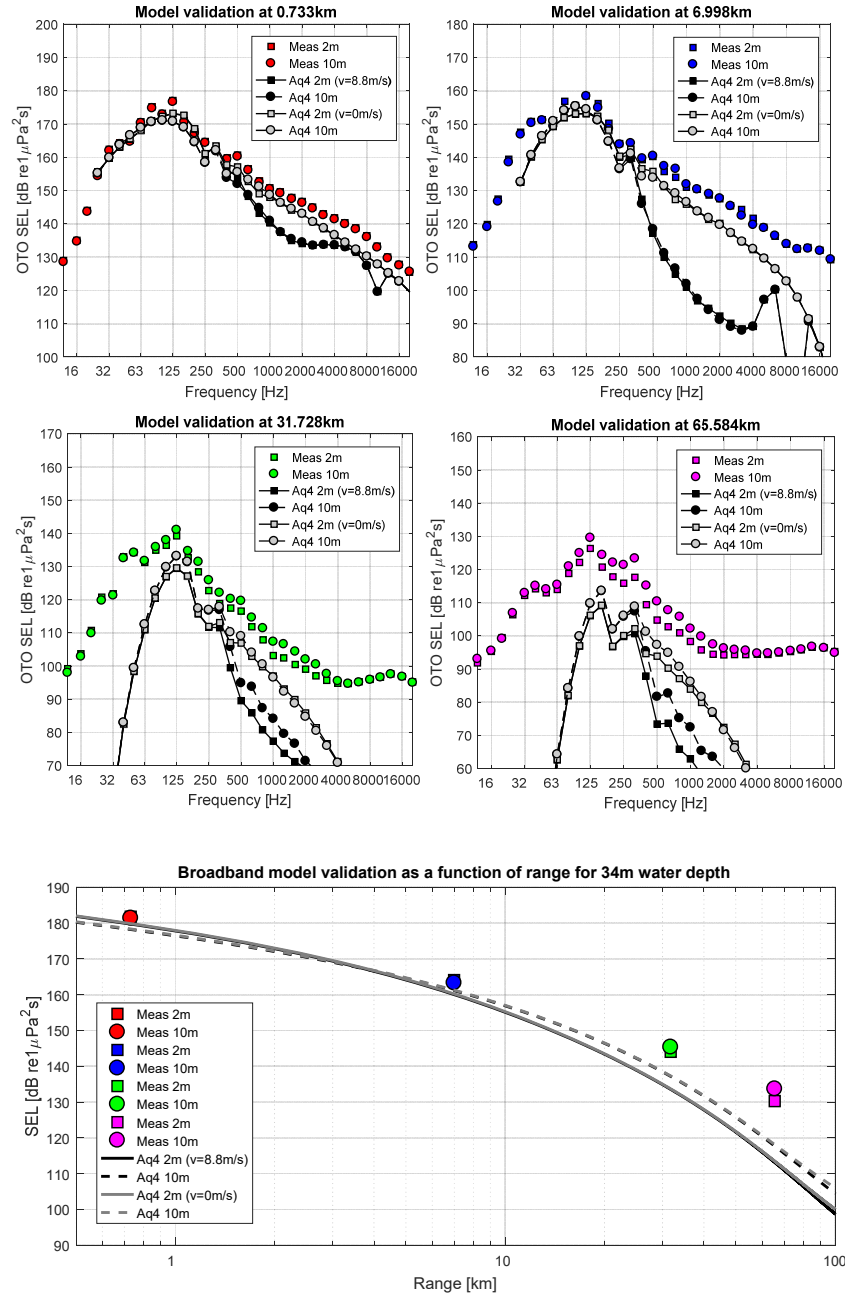 Model validation at 0.733km
OTO SEL [dB re1μPa²s]
200
190
180
170
160
150
140
130
120
110
100
Meas 2m
Meas 10m
Aq4 2m (v=8.8m/s)
Aq4 10m
Aq4 2m (v=0m/s)
Aq4 10m
16 32 63 125 250 500 1000 2000 4000 8000 16000
Frequency [Hz]
Model validation at 6.998km
OTO SEL [dB re1μPa²s]
180
170
160
150
140
130
120
110
100
90
80
Meas 2m
Meas 10m
Aq4 2m (v=8.8m/s)
Aq4 10m
Aq4 2m (v=0m/s)
Aq4 10m
16 32 63 125 250 500 1000 2000 4000 8000 16000
Frequency [Hz]
Model validation at 31.728km
OTO SEL [dB re1μPa²s]
170
160
150
140
130
120
110
100
90
80
70
Meas 2m
Meas 10m
Aq4 2m (v=8.8m/s)
Aq4 10m
Aq4 2m (v=0m/s)
Aq4 10m
16 32 63 125 250 500 1000 2000 4000 8000 16000
Frequency [Hz]
Model validation at 65.584km
OTO SEL [dB re1μPa²s]
160
150
140
130
120
110
100
90
80
70
60
Meas 2m
Meas 10m
Aq4 2m (v=8.8m/s)
Aq4 10m
Aq4 2m (v=0m/s)
Aq4 10m
16 32 63 125 250 500 1000 2000 4000 8000 16000
Frequency [Hz]
Broadband model validation as a function of range for 34m water depth
SEL [dB re1μPa²s]
190
180
170
160
150
140
130
120
110
100
90
Meas 2m
Meas 10m
Meas 2m
Meas 10m
Meas 2m
Meas 10m
Meas 2m
Meas 10m
Aq4 2m (v=8.8m/s)
Aq4 10m
Aq4 2m (v=0m/s)
Aq4 10m
1 10 100
Range [km]